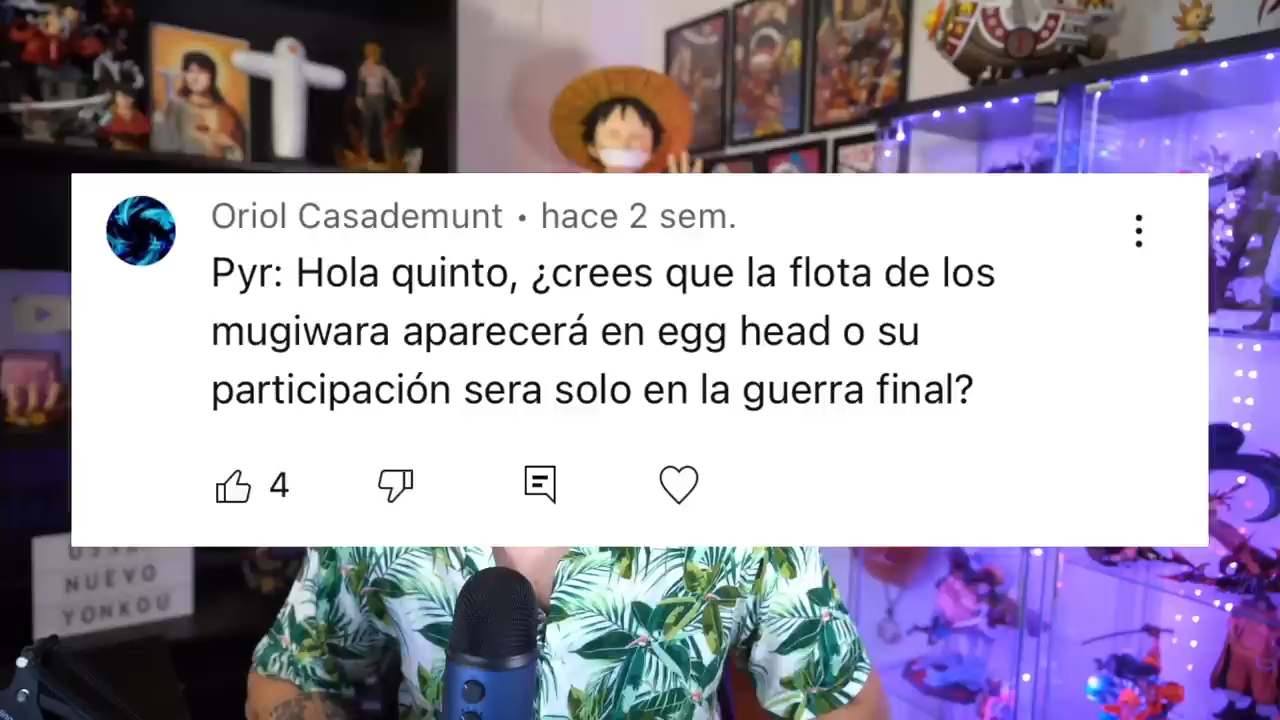 Oriol Casademunt • hace 2 sem.
Pyr: Hola quinto, ¿crees que la flota de los
mugiwara aparecerá en egg head o su
participación sera solo en la guerra final?
4
NUEVO
YONKOU